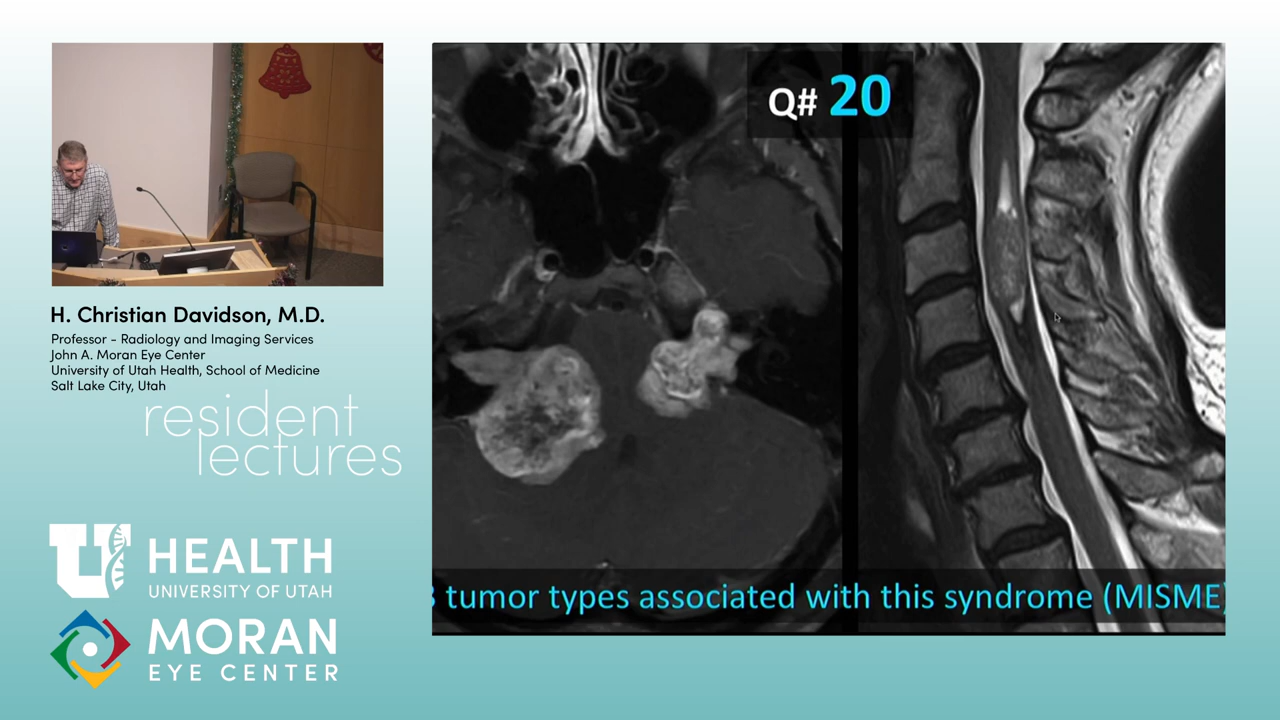 Q# 20
3 tumor types associated with this syndrome (MISME)
H. Christian Davidson, M.D.
Professor - Radiology and Imaging Services
John A. Moran Eye Center
University of Utah Health, School of Medicine
Salt Lake City, Utah
resident
lectures
U HEALTH
UNIVERSITY OF UTAH
MORAN
EYE CENTER